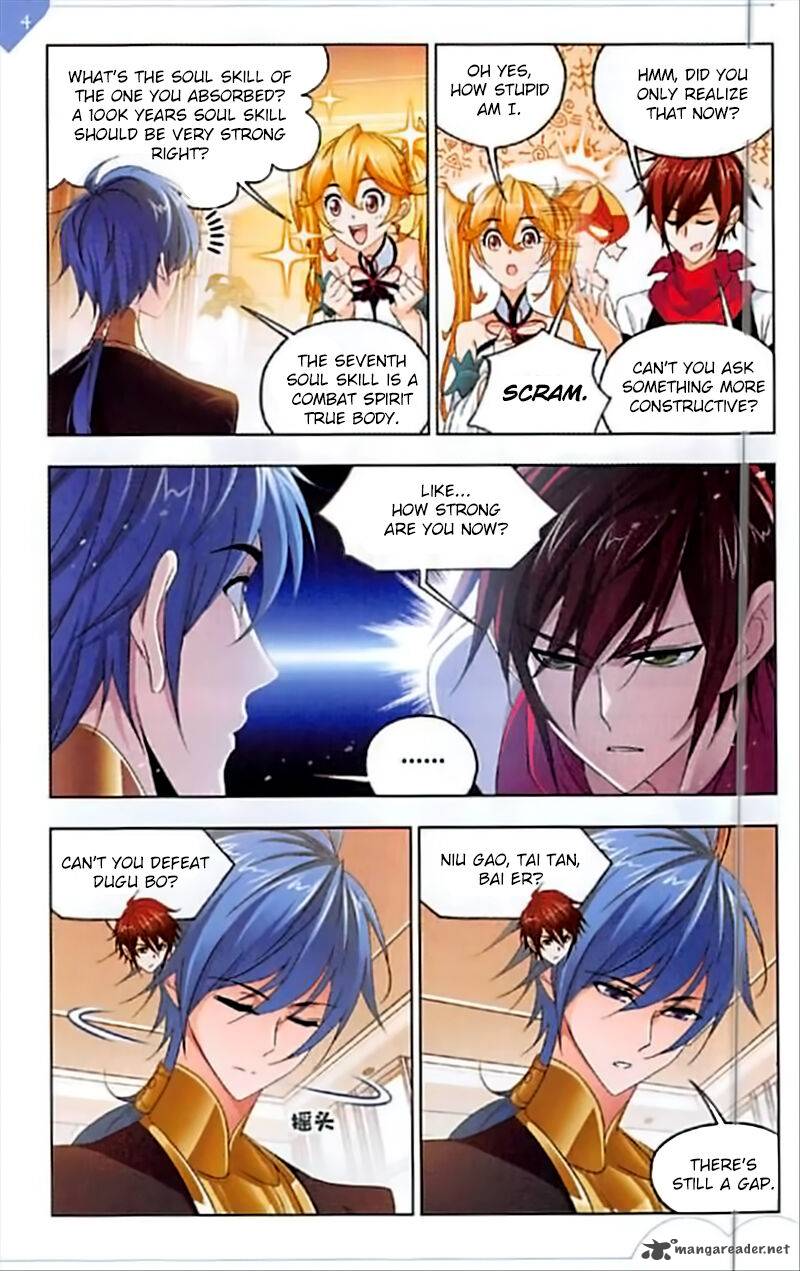 4
WHAT'S THE SOUL SKILL OF
THE ONE YOU ABSORBED?
A 100K YEARS SOUL SKILL
SHOULD BE VERY STRONG
RIGHT?
THE SEVENTH
SOUL SKILL IS A
COMBAT SPIRIT
TRUE BODY.
OH YES,
HOW STUPID
AM I.
HMM, DID YOU
ONLY REALIZE
THAT NOW?
SCRAM.
CAN'T YOU ASK
SOMETHING MORE
CONSTRUCTIVE?
LIKE...
HOW STRONG
ARE YOU NOW?
......
CAN'T YOU DEFEAT
DUGU BO?
摇头
NIU GAO, TAI TAN,
BAI ER?
THERE'S
STILL A GAP.
mangareader.net